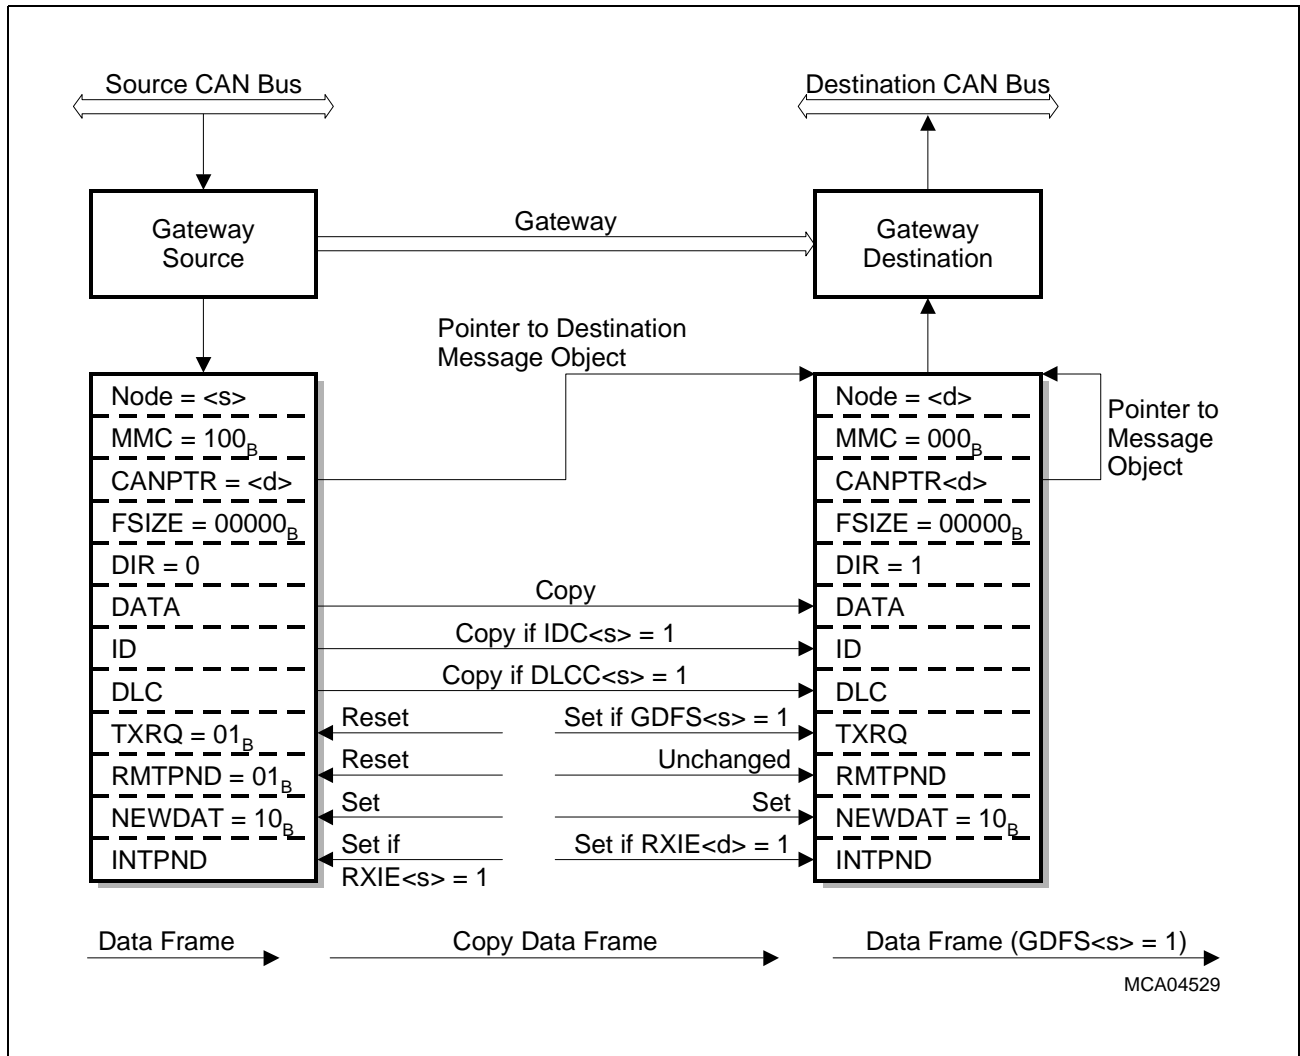 Source CAN Bus
Destination CAN Bus
Gateway
Source
Gateway
Gateway
Destination
Pointer to Destination
Message Object
Node = <s>
MMC = 100B
CANPTR = <d>
FSIZE = 00000B
DIR = 0
DATA
ID
DLC
TXRQ = 01B
RMTPND = 01B
NEWDAT = 10B
INTPND
Copy
Copy if IDC<s> = 1
Copy if DLCC<s> = 1
Reset
Set if GDFS<s> = 1
Reset
Unchanged
Set
Set
Set if
RXIE<s> = 1
Set if RXIE<d> = 1
Node = <d>
MMC = 000B
CANPTR<d>
FSIZE = 00000B
DIR = 1
DATA
ID
DLC
TXRQ
RMTPND
NEWDAT = 10B
INTPND
Pointer to
Message
Object
Data Frame
Copy Data Frame
Data Frame (GDFS<s> = 1)
MCA04529